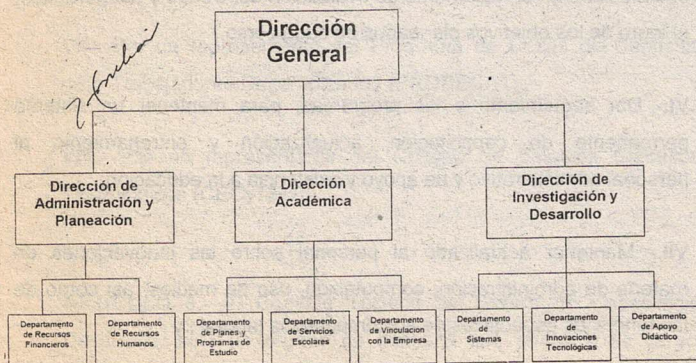 Dirección
General
Dirección de
Administración y
Planeación
Dirección
Académica
Dirección de
Investigación y
Desarrollo
Departamento
de Recursos
Financieros
Departamento
de Recursos
Humanos
Departamento
de Planes y
Programas de
Estudio
Departamento
de Servicios
Escolares
Departamento
de Vinculacion
con la Empresa
Departamento
de
Sistemas
Departamento
de
Innovaciones
Tecnológicas
Departamento
de Apoyo
Didáctico